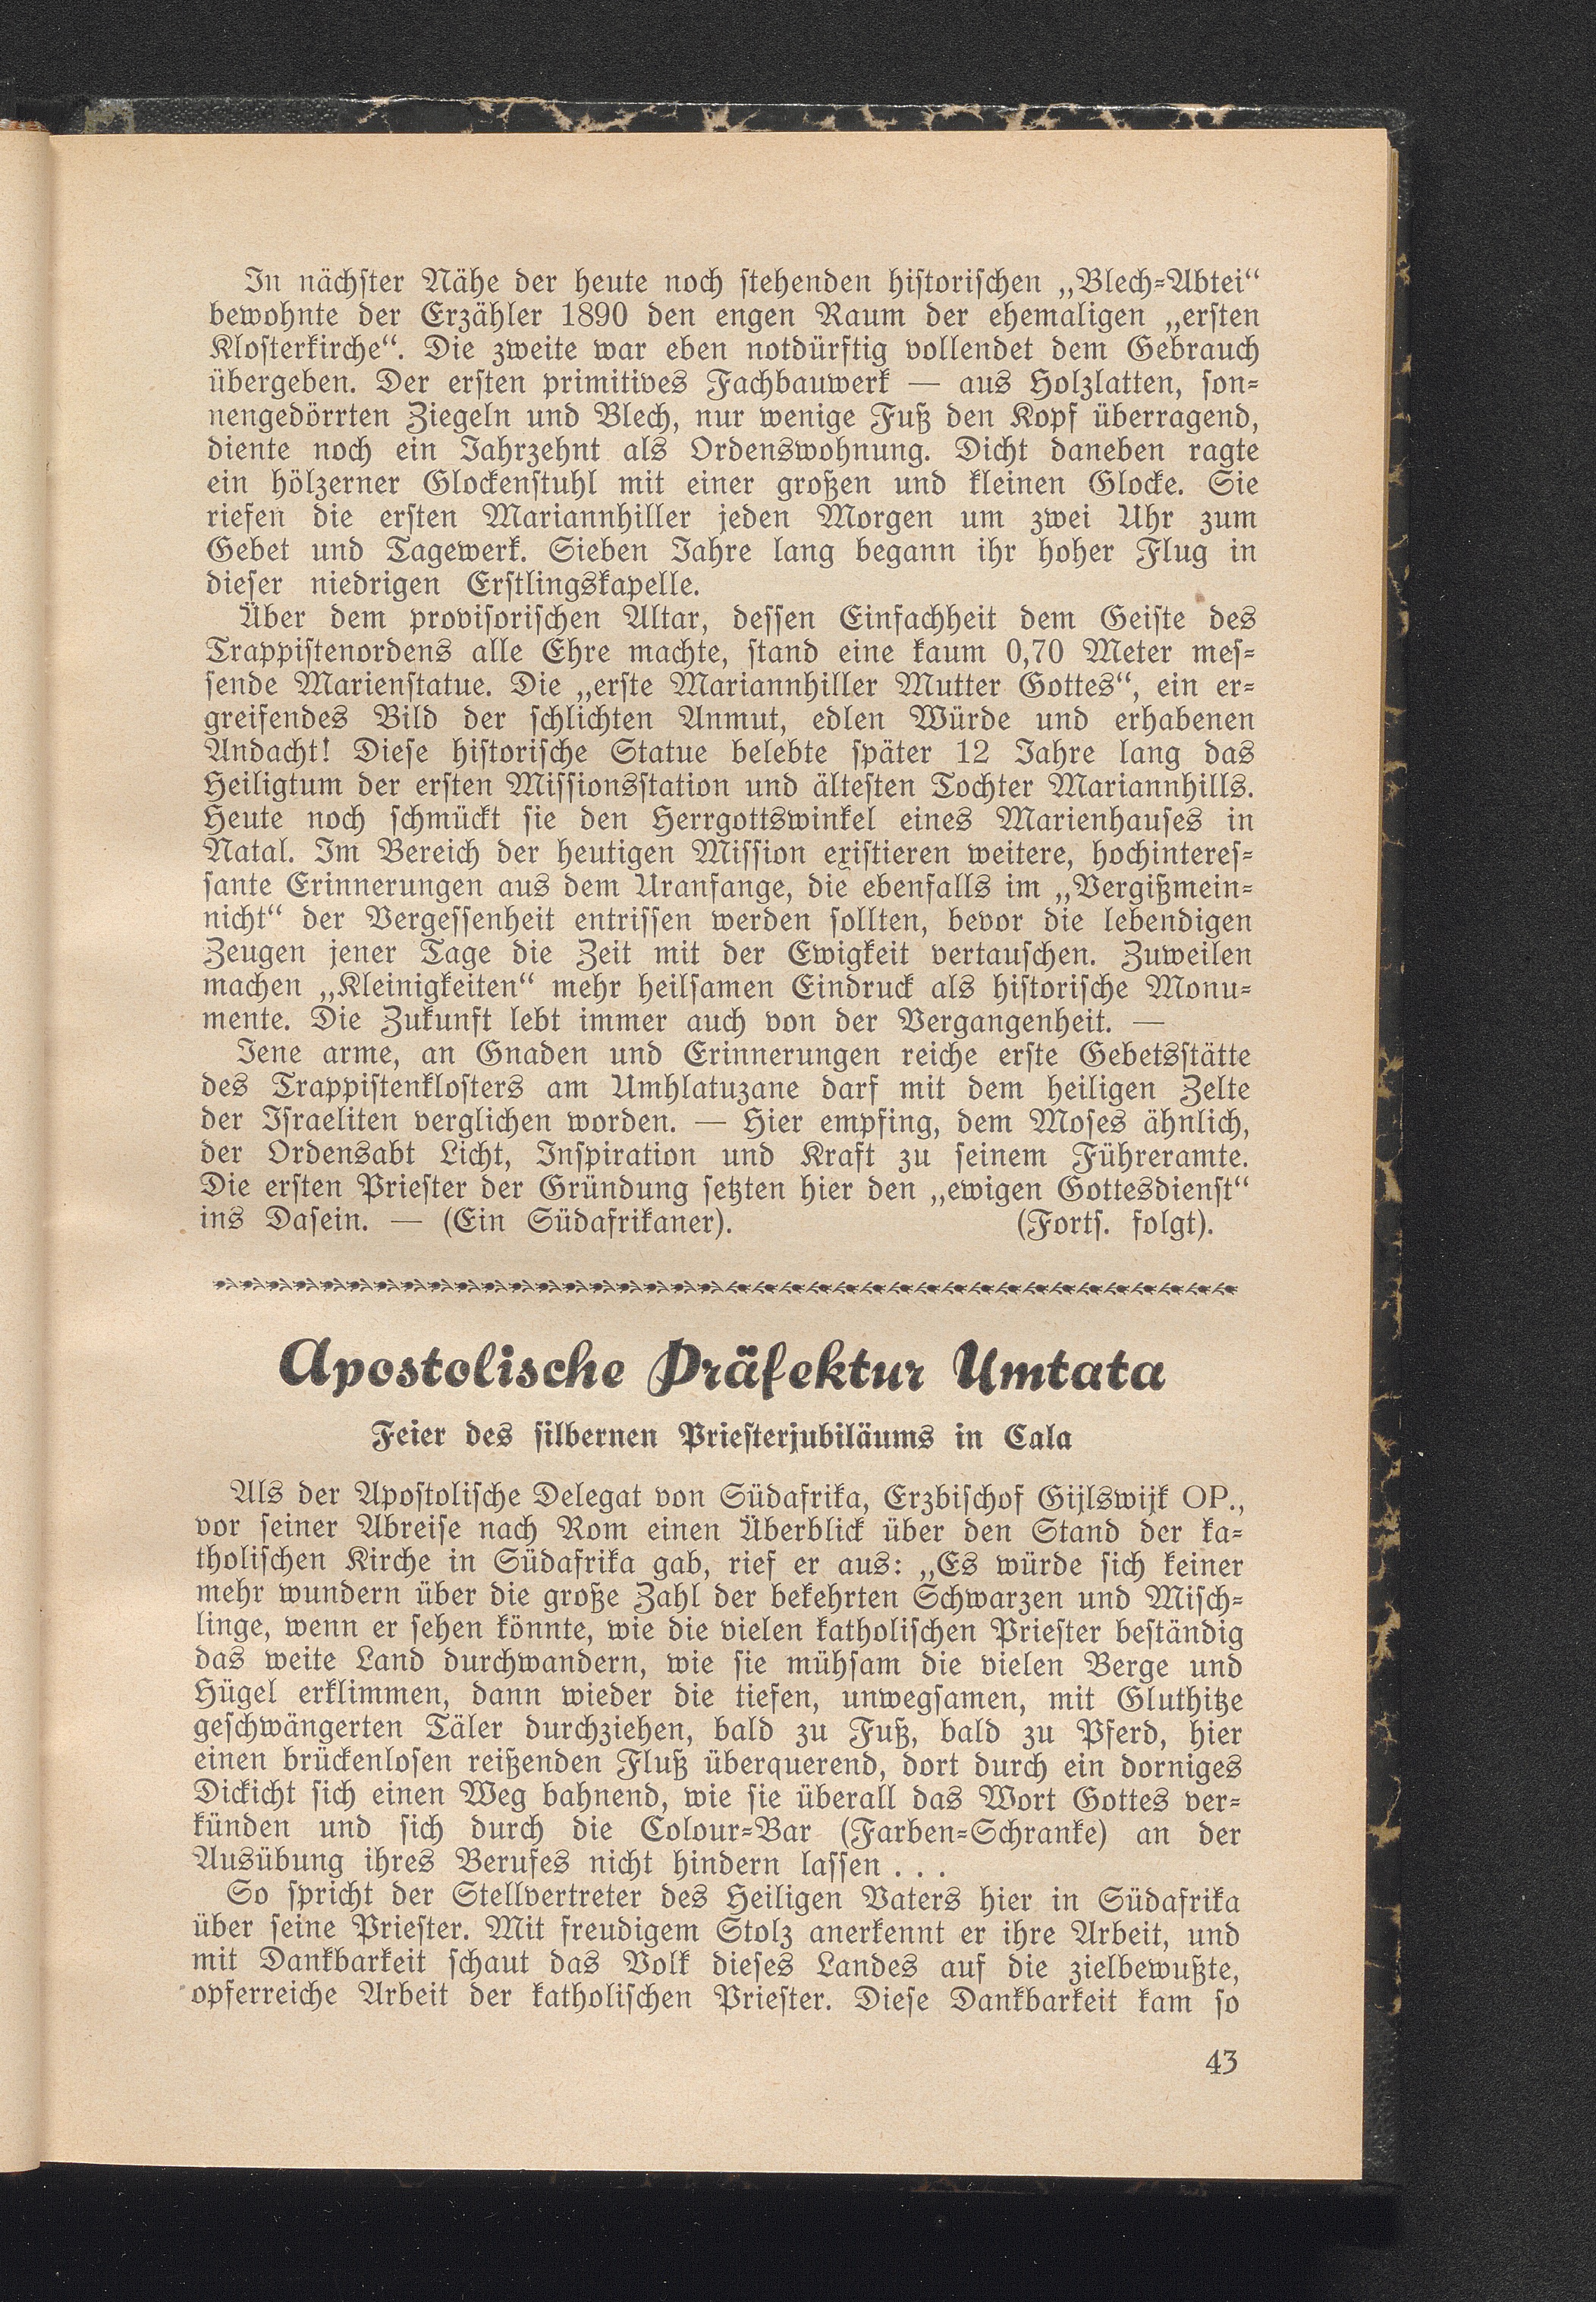 In nächster Nähe der heute noch stehenden historischen „Blech-Abtei“
bewohnte der Erzähler 1890 den engen Raum der ehemaligen „ersten
Klosterkirche“. Die zweite war eben notdürftig vollendet dem Gebrauch
übergeben. Der ersten primitives Fachbauwerk — aus Holzlatten, son-
nengedörrten Ziegeln und Blech, nur wenige Fuß den Kopf überragend,
diente noch ein Jahrzehnt als Ordenswohnung. Dicht daneben ragte
ein hölzerner Glockenstuhl mit einer großen und kleinen Glocke. Sie
riefen die ersten Mariannhiller jeden Morgen um zwei Uhr zum
Gebet und Tagewerk. Sieben Jahre lang begann ihr hoher Flug in
dieser niedrigen Erstlingskapelle.
Über dem provisorischen Altar, dessen Einfachheit dem Geiste des
Trappistenordens alle Ehre machte, stand eine kaum 0,70 Meter mes-
sende Marienstatue. Die „erste Mariannhiller Mutter Gottes“, ein er-
greifendes Bild der schlichten Anmut, edlen Würde und erhabenen
Andacht! Diese historische Statue belebte später 12 Jahre lang das
Heiligtum der ersten Missionsstation und ältesten Tochter Mariannhills.
Heute noch schmückt sie den Herrgottswinkel eines Marienhauses in
Natal. Im Bereich der heutigen Mission existieren weitere, hochinteres-
sante Erinnerungen aus dem Uranfange, die ebenfalls im „Vergißmein-
nicht“ der Vergessenheit entrissen werden sollten, bevor die lebendigen
Zeugen jener Tage die Zeit mit der Ewigkeit vertauschen. Zuweilen
machen „Kleinigkeiten“ mehr heilsamen Eindruck als historische Monu-
mente. Die Zukunft lebt immer auch von der Vergangenheit. —
Jene arme, an Gnaden und Erinnerungen reiche erste Gebetsstätte
des Trappistenklosters am Umhlatuzane darf mit dem heiligen Zelte
der Israeliten verglichen worden. — Hier empfing, dem Moses ähnlich,
der Ordensabt Licht, Inspiration und Kraft zu seinem Führeramte.
Die ersten Priester der Gründung setzten hier den „ewigen Gottesdienst“
ins Dasein. — (Ein Südafrikaner). (Forts. folgt).
Apostolische Präfektur Umtata
Feier des silbernen Priesterjubiläums in Cala
Als der Apostolische Delegat von Südafrika, Erzbischof Gijlswijk OP.,
vor seiner Abreise nach Rom einen Überblick über den Stand der ka-
tholischen Kirche in Südafrika gab, rief er aus: „Es würde sich keiner
mehr wundern über die große Zahl der bekehrten Schwarzen und Misch-
linge, wenn er sehen könnte, wie die vielen katholischen Priester beständig
das weite Land durchwandern, wie sie mühsam die vielen Berge und
Hügel erklimmen, dann wieder die tiefen, unwegsamen, mit Gluthitze
geschwängerten Täler durchziehen, bald zu Fuß, bald zu Pferd, hier
einen brückenlosen reißenden Fluß überquerend, dort durch ein dorniges
Dickicht sich einen Weg bahnend, wie sie überall das Wort Gottes ver-
künden und sich durch die Colour-Bar (Farben-Schranke) an der
Ausübung ihres Berufes nicht hindern lassen . . .
So spricht der Stellvertreter des Heiligen Vaters hier in Südafrika
über seine Priester. Mit freudigem Stolz anerkennt er ihre Arbeit, und
mit Dankbarkeit schaut das Volk dieses Landes auf die zielbewußte,
opferreiche Arbeit der katholischen Priester. Diese Dankbarkeit kam so
43